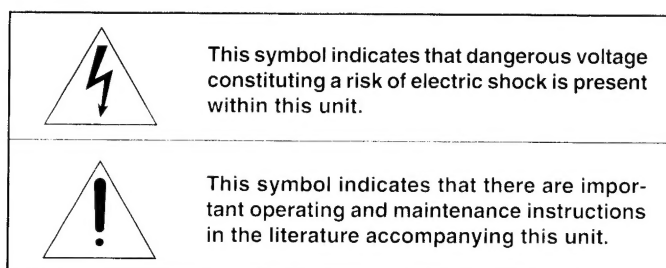 This symbol indicates that dangerous voltage
constituting a risk of electric shock is present
within this unit.
This symbol indicates that there are impor-
tant operating and maintenance instructions
in the literature accompanying this unit.